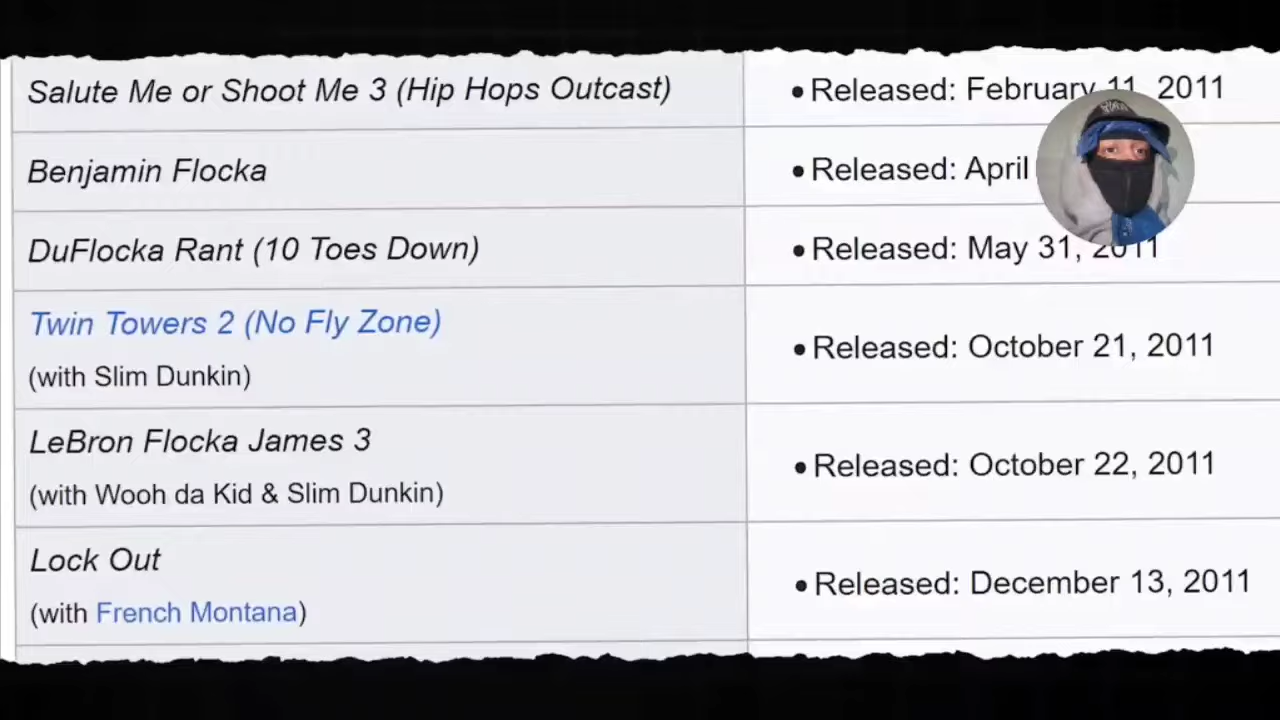 Salute Me or Shoot Me 3 (Hip Hops Outcast)
• Released: February 11, 2011
Benjamin Flocka
• Released: April
DuFlocka Rant (10 Toes Down)
• Released: May 31, 2011
Twin Towers 2 (No Fly Zone)
(with Slim Dunkin)
• Released: October 21, 2011
LeBron Flocka James 3
(with Wooh da Kid & Slim Dunkin)
• Released: October 22, 2011
Lock Out
(with French Montana)
• Released: December 13, 2011